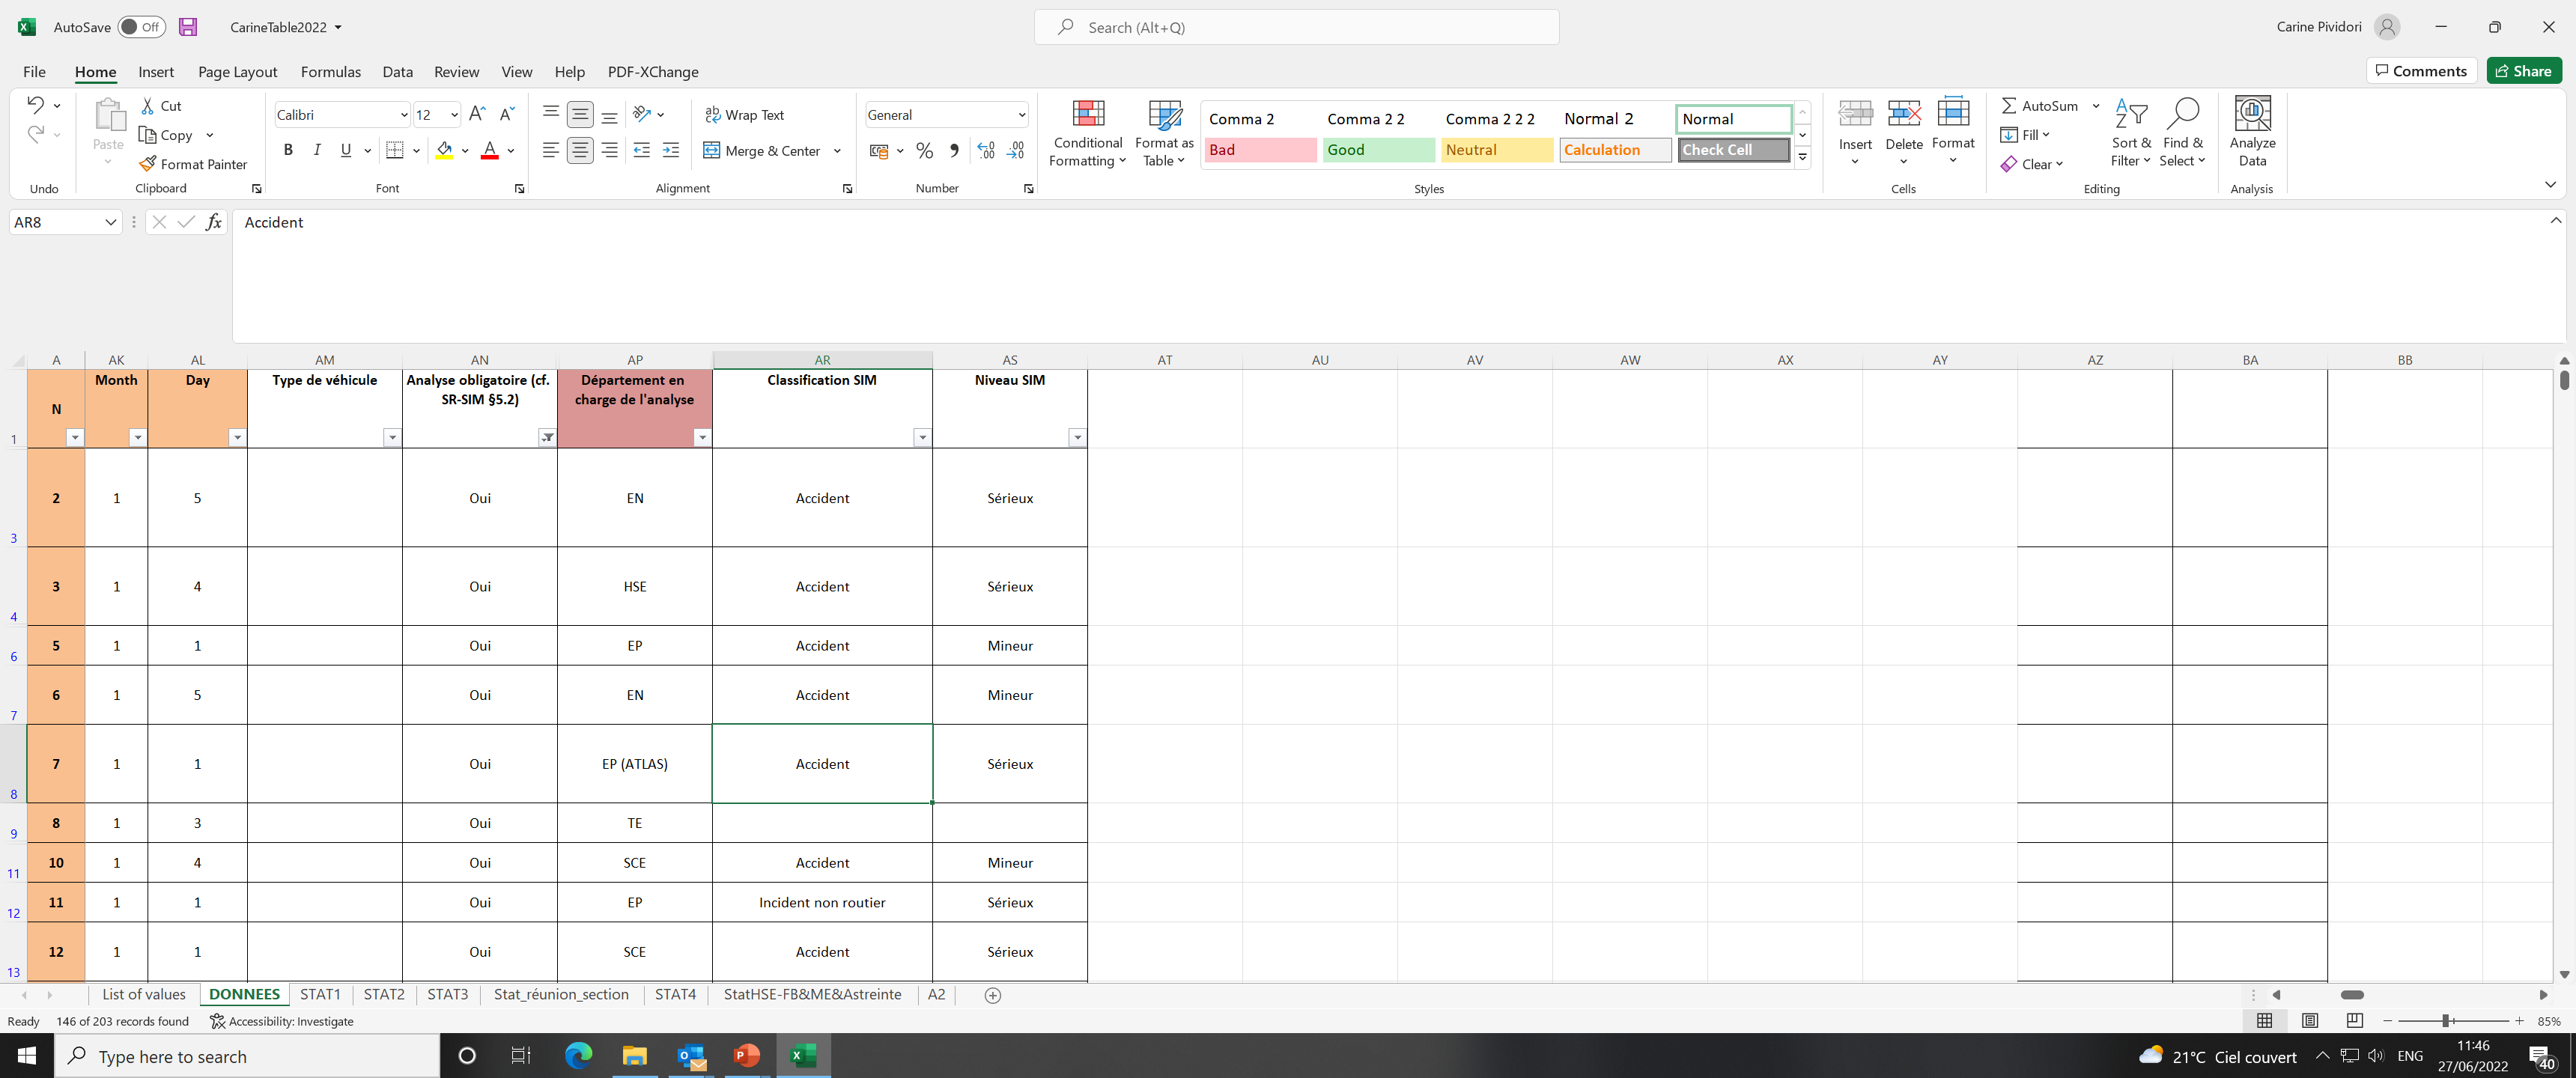 AutoSave Off CarineTable2022 Search (Alt+Q) Carine Pividori
File Home Insert Page Layout Formulas Data Review View Help PDF-XChange Comments Share
Undo
Paste Cut Copy Format Painter Clipboard
Calibri 12 B I U A Font
Wrap Text Merge & Center Alignment
General % Number
Conditional Formatting Format as Table
Comma 2 Comma 2 2 Comma 2 2 2 Normal 2 Normal
Bad Good Neutral Calculation Check Cell
Styles
Insert Delete Format Cells
AutoSum Fill Clear Sort & Filter Find & Select Editing
Analyze Data Analysis
AR8 fx Accident
A AK AL AM AN AP AR AS AT AU AV AW AX AY AZ BA BB
1 N Month Day Type de véhicule Analyse obligatoire (cf. SR-SIM §5.2) Département en charge de l'analyse Classification SIM Niveau SIM
3 2 1 5 Oui EN Accident Sérieux
4 3 1 4 Oui HSE Accident Sérieux
6 5 1 1 Oui EP Accident Mineur
7 6 1 5 Oui EN Accident Mineur
8 7 1 1 Oui EP (ATLAS) Accident Sérieux
9 8 1 3 Oui TE
11 10 1 4 Oui SCE Accident Mineur
12 11 1 1 Oui EP Incident non routier Sérieux
13 12 1 1 Oui SCE Accident Sérieux
List of values DONNEES STAT1 STAT2 STAT3 Stat_réunion_section STAT4 StatHSE-FB&ME&Astreinte A2
Ready 146 of 203 records found Accessibility: Investigate 85%
Type here to search 21°C Ciel couvert ENG 11:46
27/06/2022 40